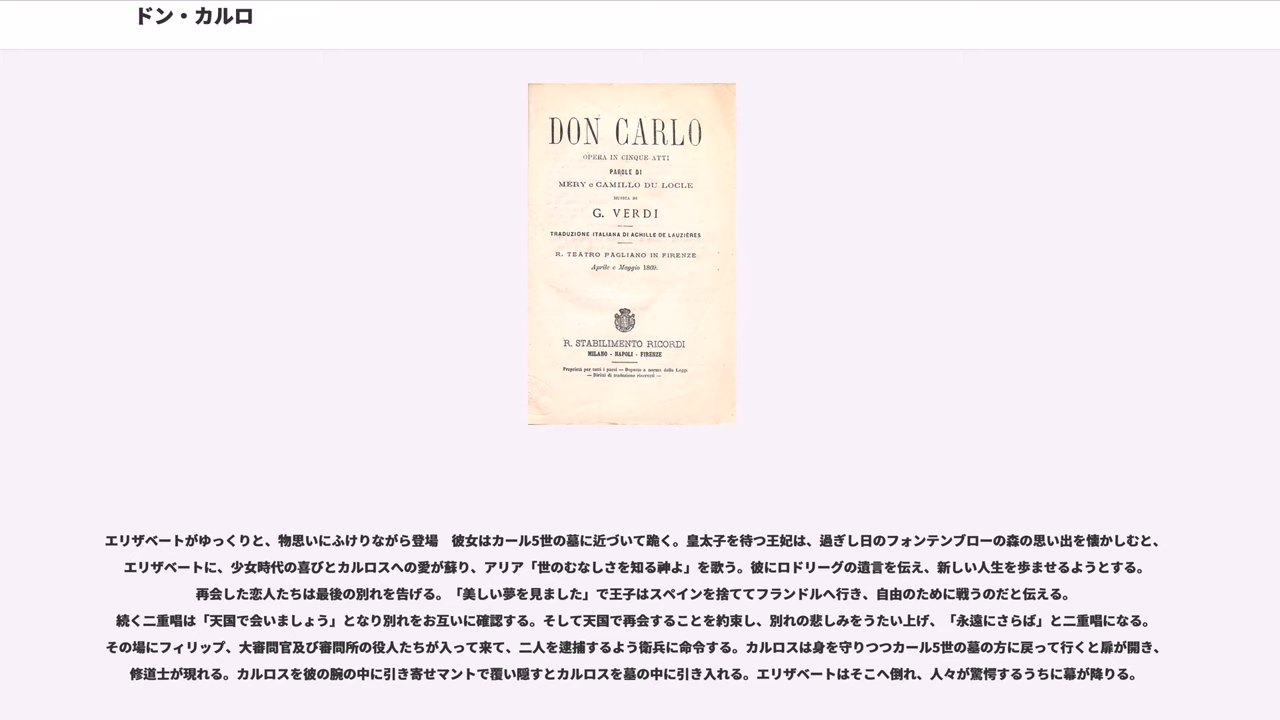 ドン・カルロ
DON CARLO
OPERA IN CINQUE ATTI
PAROLE DI
MÉRY e CAMILLO DU LOCLE
MUSICA DI
G. VERDI
TRADUZIONE ITALIANA DI ACHILLE DE LAUZIÈRES
R. TEATRO PAGLIANO IN FIRENZE
Aprile e Maggio 1869.
R. STABILIMENTO RICORDI
MILANO - NAPOLI - FIRENZE
Proprietà per tutti i paesi — Deposto a norma della Legge
— Diritti di traduzione riservati —
エリザベートがゆっくりと、物思いにふけりながら登場　彼女はカール5世の墓に近づいて跪く。皇太子を待つ王妃は、過ぎし日のフォンテンブローの森の思い出を懐かしむと、
エリザベートに、少女時代の喜びとカルロスへの愛が蘇り、アリア「世のむなしさを知る神よ」を歌う。彼にロドリーグの遺言を伝え、新しい人生を歩ませるようとする。
再会した恋人たちは最後の別れを告げる。「美しい夢を見ました」で王子はスペインを捨ててフランドルへ行き、自由のために戦うのだと伝える。
続く二重唱は「天国で会いましょう」となり別れをお互いに確認する。そして天国で再会することを約束し、別れの悲しみをうたい上げ、「永遠にさらば」と二重唱になる。
その場にフィリップ、大審問官及び審問所の役人たちが入って来て、二人を逮捕するよう衛兵に命令する。カルロスは身を守りつつカール5世の墓の方に戻って行くと扉が開き、
修道士が現れる。カルロスを彼の腕の中に引き寄せマントで覆い隠すとカルロスを墓の中に引き入れる。エリザベートはそこへ倒れ、人々が驚愕するうちに幕が降りる。